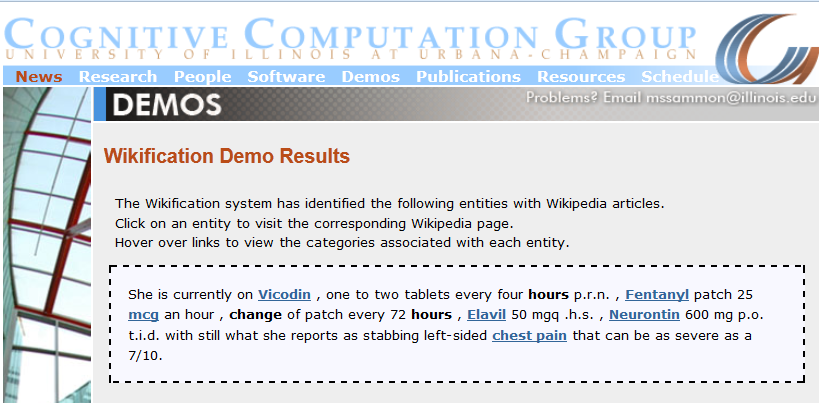 COGNITIVE COMPUTATION GROUP
UNIVERSITY OF ILLINOIS AT URBANA-CHAMPAIGN
News Research People Software Demos Publications Resources Schedule
DEMOS
Problems? Email mssammon@illinois.edu
Wikification Demo Results
The Wikification system has identified the following entities with Wikipedia articles.
Click on an entity to visit the corresponding Wikipedia page.
Hover over links to view the categories associated with each entity.
She is currently on Vicodin , one to two tablets every four hours p.r.n. , Fentanyl patch 25
mcg an hour , change of patch every 72 hours , Elavil 50 mgq .h.s. , Neurontin 600 mg p.o.
t.i.d. with still what she reports as stabbing left-sided chest pain that can be as severe as a
7/10.